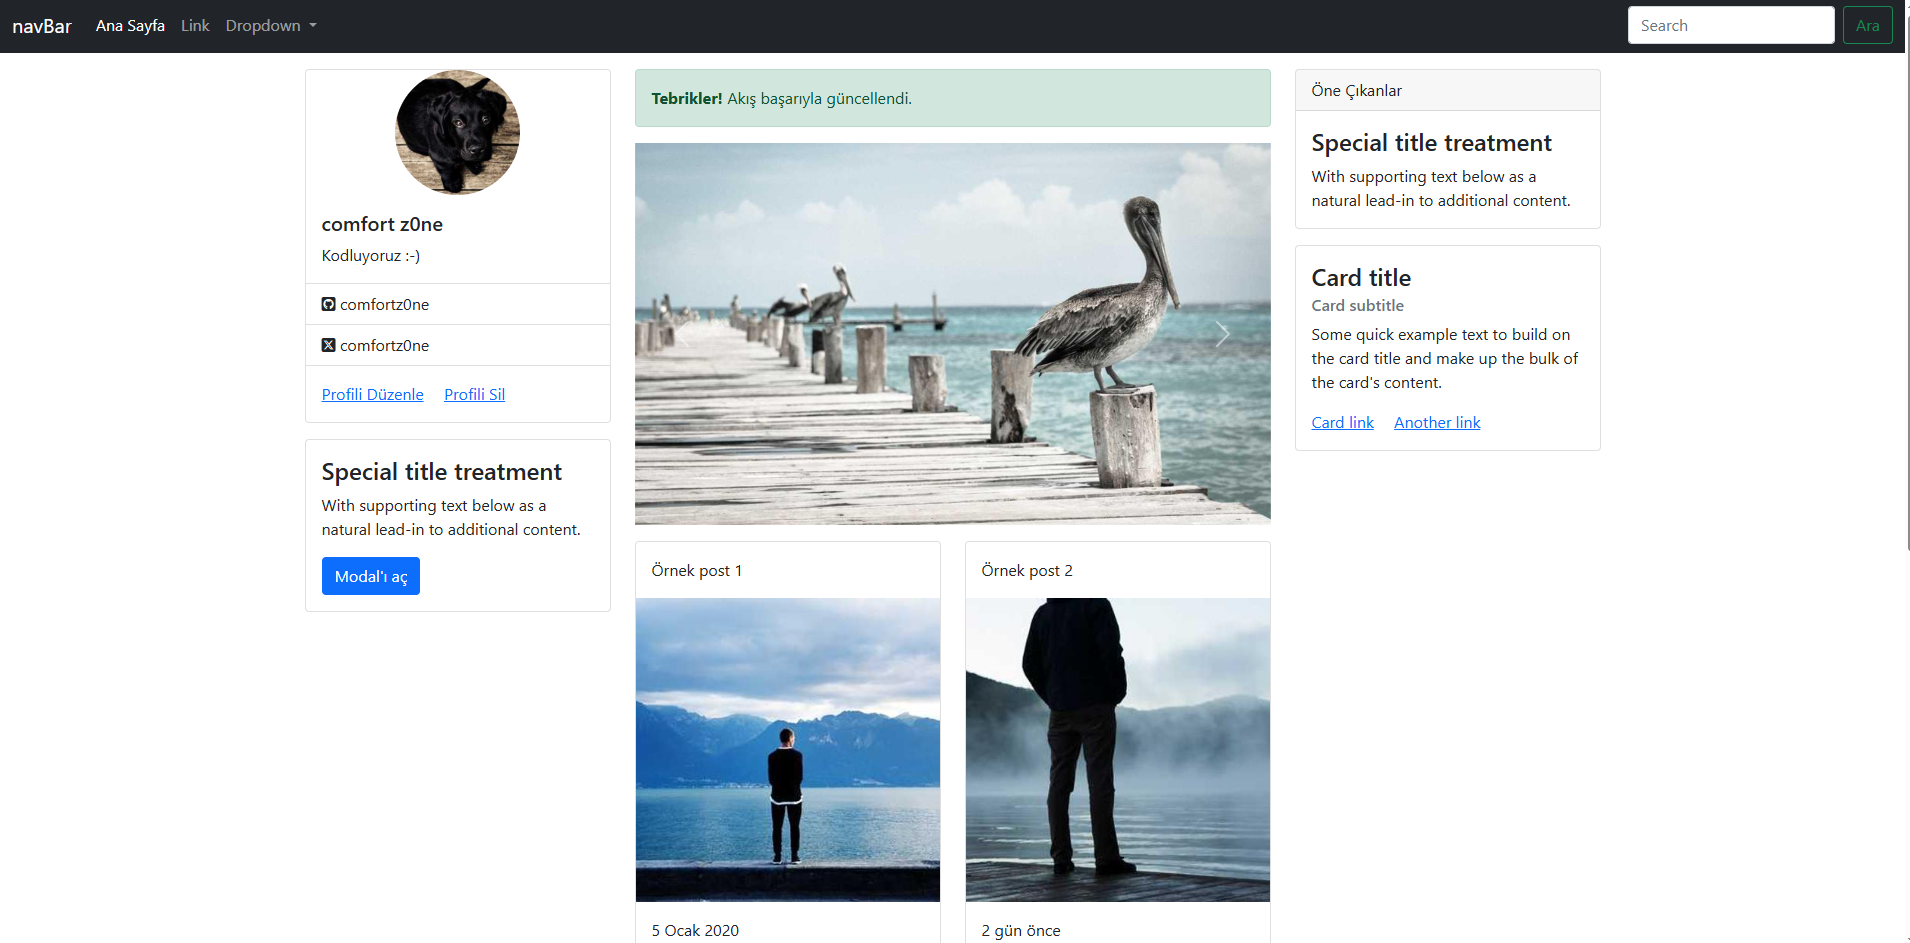 navBar Ana Sayfa Link Dropdown Search Ara
comfort z0ne
Kodluyoruz :-)
comfortz0ne
comfortz0ne
Profili Düzenle Profili Sil
Special title treatment
With supporting text below as a
natural lead-in to additional content.
Modal'ı aç
Tebrikler! Akış başarıyla güncellendi.
Örnek post 1
5 Ocak 2020
Örnek post 2
2 gün önce
Öne Çıkanlar
Special title treatment
With supporting text below as a
natural lead-in to additional content.
Card title
Card subtitle
Some quick example text to build on
the card title and make up the bulk of
the card's content.
Card link Another link